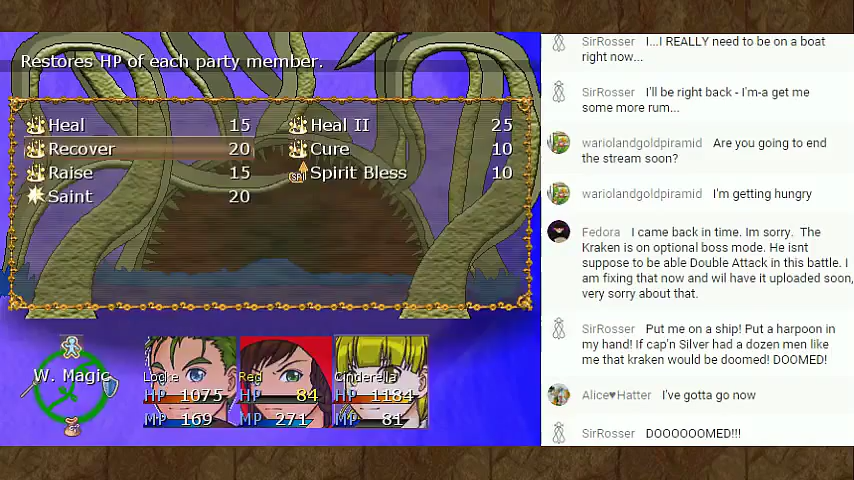 Restores HP of each party member.
Heal 15 Heal II 25
Recover 20 Cure 10
Raise 15 Spirit Bless 10
Saint 20
W. Magic
Locke Red Cinderella
HP 1075 HP 84 HP 1184
MP 169 MP 271 MP 81
SirRosser I...I REALLY need to be on a boat
right now...
SirRosser I'll be right back - I'm-a get me
some more rum...
wariolandgoldpiramid Are you going to end
the stream soon?
wariolandgoldpiramid I'm getting hungry
Fedora I came back in time. Im sorry. The
Kraken is on optional boss mode. He isnt
suppose to be able Double Attack in this battle. I
am fixing that now and wil have it uploaded soon,
very sorry about that.
SirRosser Put me on a ship! Put a harpoon in
my hand! If cap'n Silver had a dozen men like
me that kraken would be doomed! DOOMED!
Alice♥Hatter I've gotta go now
SirRosser DOOOOOOMED!!!